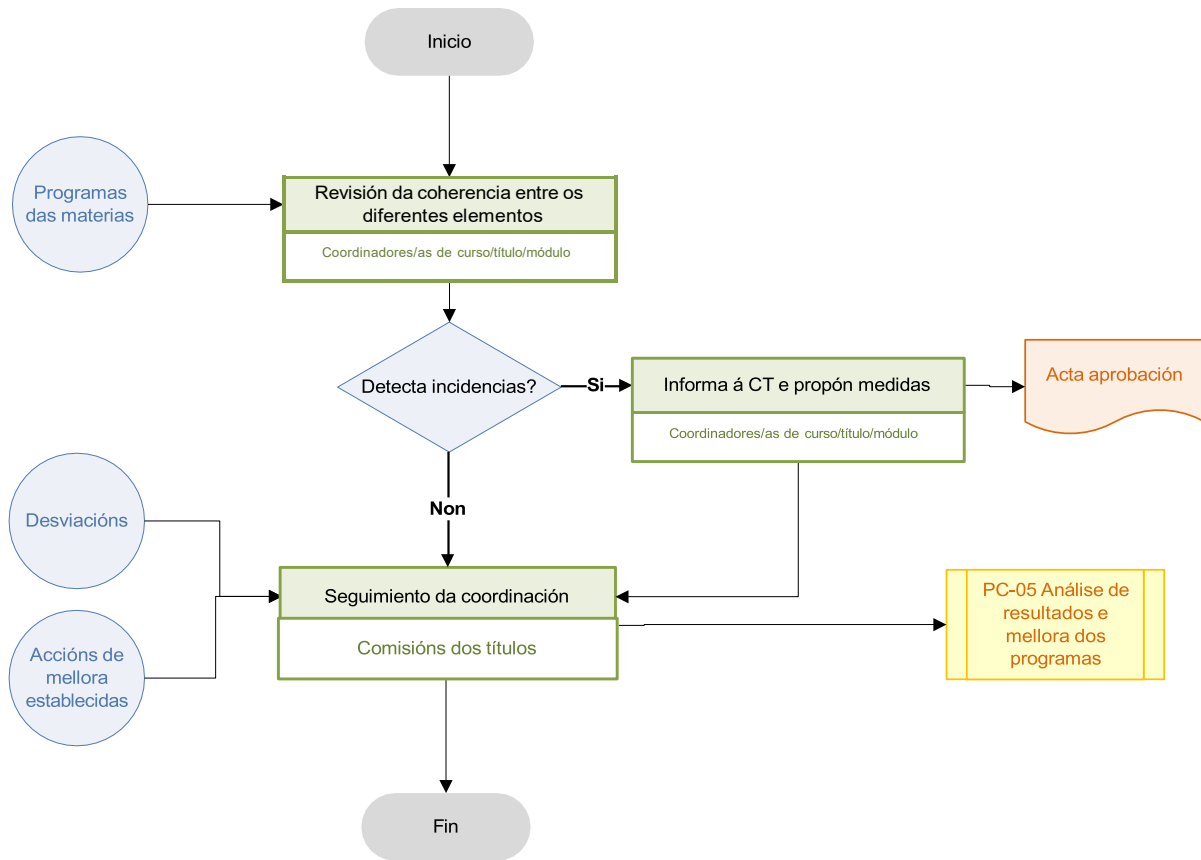 Inicio
Programas
das materias
Revisión da coherencia entre os
diferentes elementos
Coordinadores/as de curso/título/módulo
Detecta incidencias?
Si
Informa á CT e propón medidas
Coordinadores/as de curso/título/módulo
Acta aprobación
Non
Desviacións
Accións de
mellora
establecidas
Seguimiento da coordinación
Comisións dos títulos
PC-05 Análise de
resultados e
mellora dos
programas
Fin